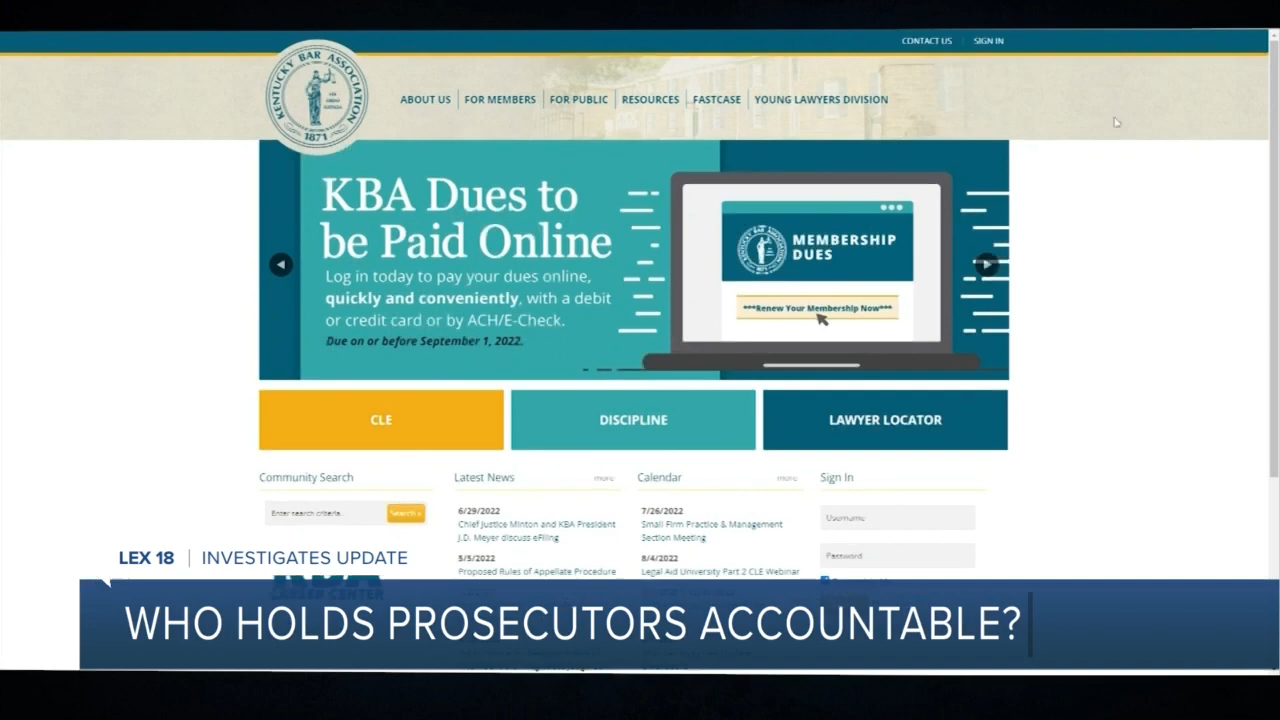 CONTACT US
SIGN IN
KENTUCKY BAR ASSOCIATION
1871
ABOUT US
FOR MEMBERS
FOR PUBLIC
RESOURCES
FASTCASE
YOUNG LAWYERS DIVISION
KBA Dues to
be Paid Online
Log in today to pay your dues online,
quickly and conveniently, with a debit
or credit card or by ACH/E-Check.
Due on or before September 1, 2022.
MEMBERSHIP
DUES
***Renew Your Membership Now***
CLE
DISCIPLINE
LAWYER LOCATOR
Community Search
Enter search criteria...
Search »
Latest News
more
6/29/2022
Chief Justice Minton and KBA President
J.D. Meyer discuss eFiling
5/5/2022
Proposed Rules of Appellate Procedure
Calendar
more
7/26/2022
Small Firm Practice & Management
Section Meeting
8/4/2022
Legal Aid University Part 2 CLE Webinar
Sign In
Username
Password
LEX 18
INVESTIGATES UPDATE
WHO HOLDS PROSECUTORS ACCOUNTABLE?